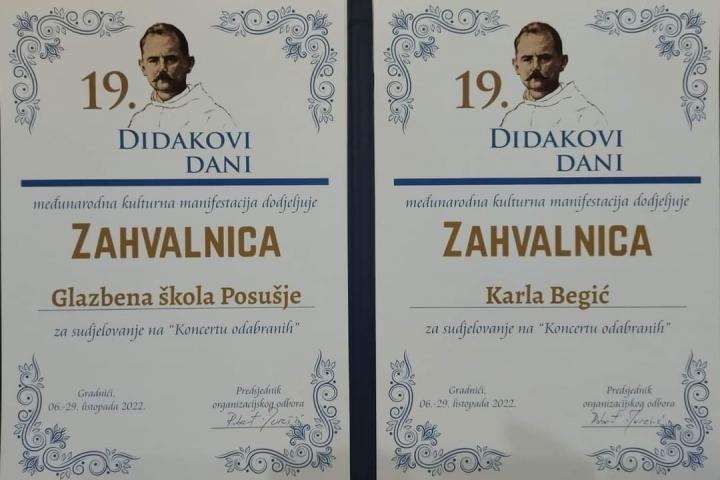 19.
DIDAKOVI
DANI
međunarodna kulturna manifestacija dodjeljuje
ZAHVALNICA
Glazbena škola Posušje
za sudjelovanje na "Koncertu odabranih"
Gradnići,
06.-29. listopada 2022.
Predsjednik
organizacijskog odbora
19.
DIDAKOVI
DANI
međunarodna kulturna manifestacija dodjeljuje
ZAHVALNICA
Karla Begić
za sudjelovanje na "Koncertu odabranih"
Gradnići,
06.-29. listopada 2022.
Predsjednik
organizacijskog odbora